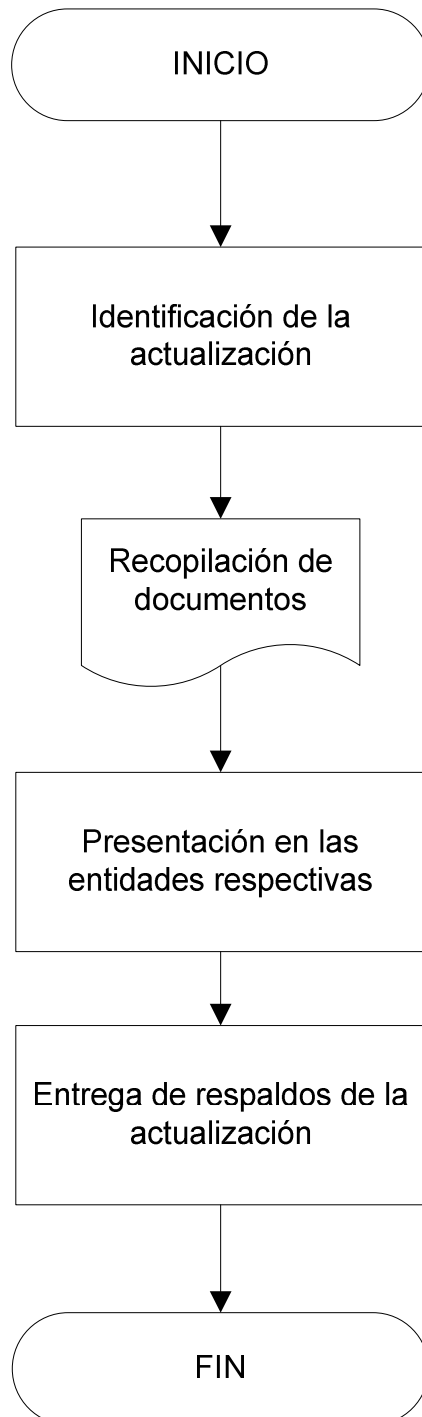 INICIO
Identificación de la
actualización
Recopilación de
documentos
Presentación en las
entidades respectivas
Entrega de respaldos de la
actualización
FIN